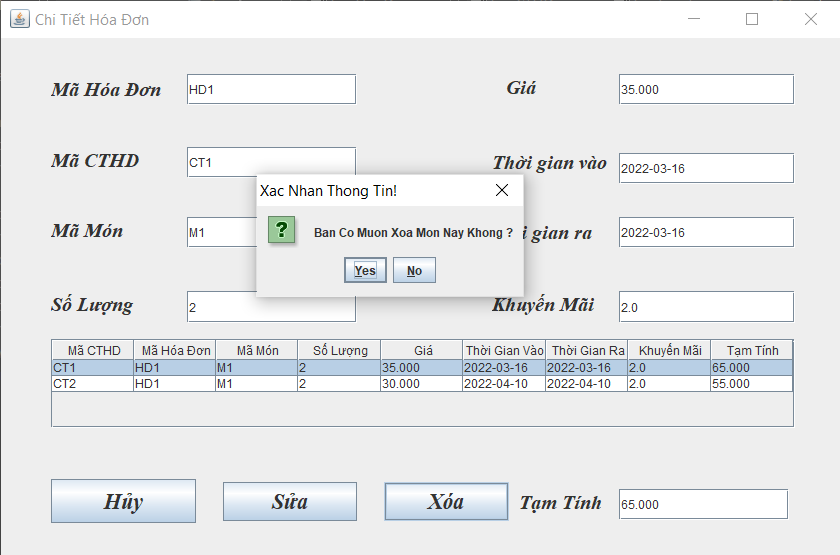 Chi Tiết Hóa Đơn
Mã Hóa Đơn HD1 Giá 35.000
Mã CTHD CT1 Thời gian vào 2022-03-16
Xac Nhan Thong Tin!
Mã Món M1 gian ra 2022-03-16
Ban Co Muon Xoa Mon Nay Khong ?
Yes No
Số Lượng 2 Khuyến Mãi 2.0
Mã CTHD Mã Hóa Đơn Mã Món Số Lượng Giá Thời Gian Vào Thời Gian Ra Khuyến Mãi Tạm Tính
CT1 HD1 M1 2 35.000 2022-03-16 2022-03-16 2.0 65.000
CT2 HD1 M1 2 30.000 2022-04-10 2022-04-10 2.0 55.000
Hủy Sửa Xóa Tạm Tính 65.000